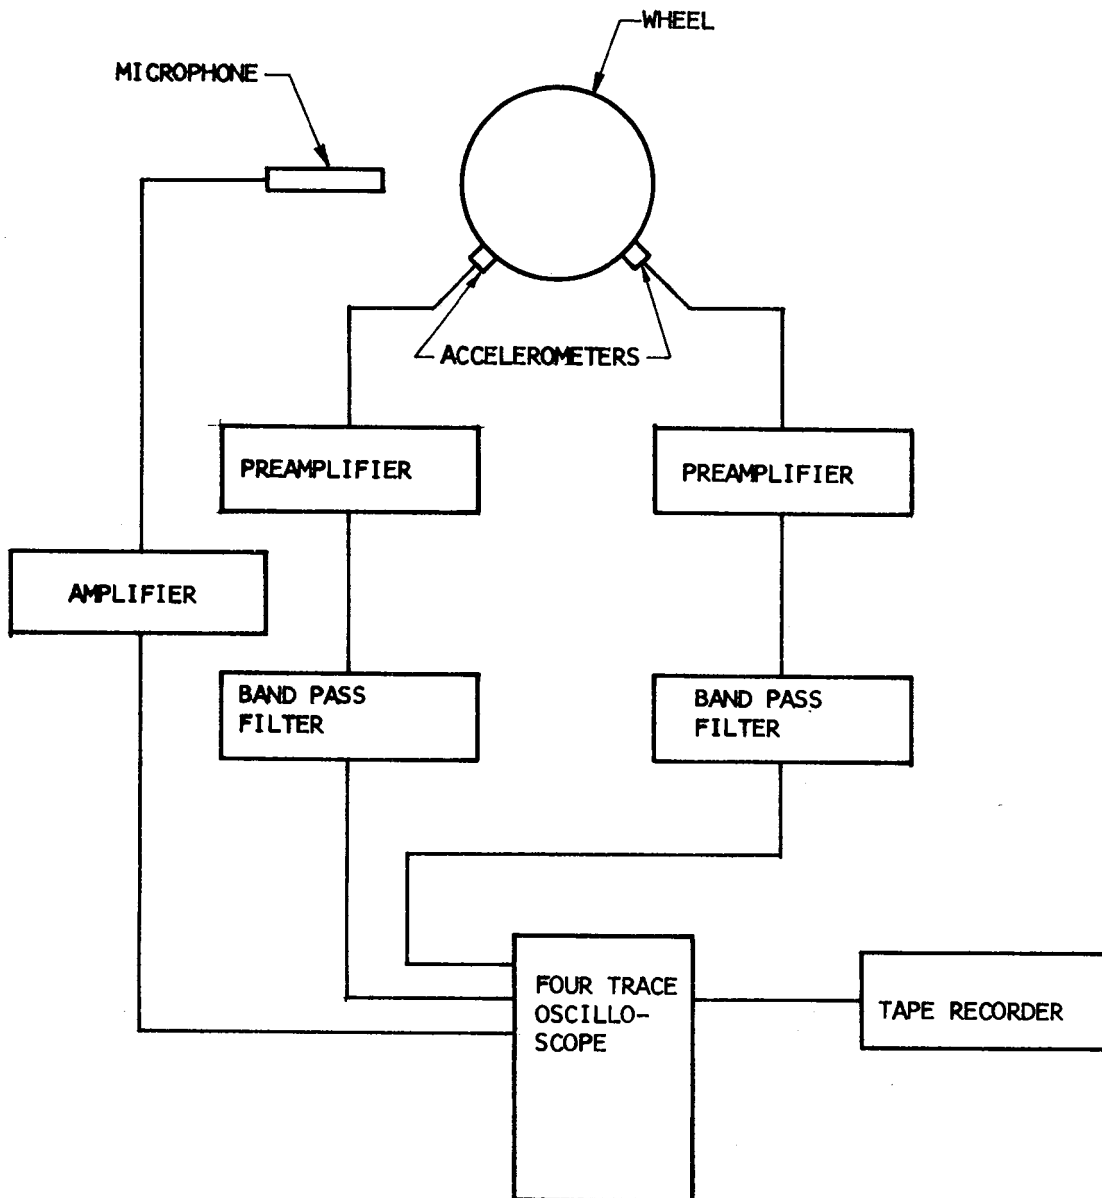 WHEEL
MICROPHONE
ACCELEROMETERS
PREAMPLIFIER
PREAMPLIFIER
AMPLIFIER
BAND PASS
FILTER
BAND PASS
FILTER
FOUR TRACE
OSCILLO-
SCOPE
TAPE RECORDER